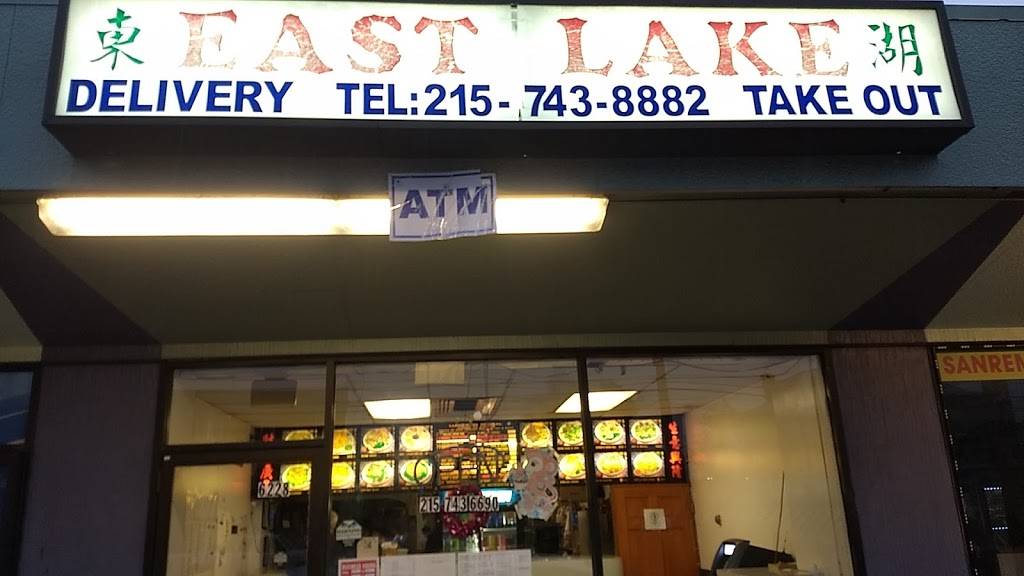 東 EAST LAKE 湖
DELIVERY TEL:215-743-8882 TAKE OUT
ATM
SANREM
6228
215 743 6690